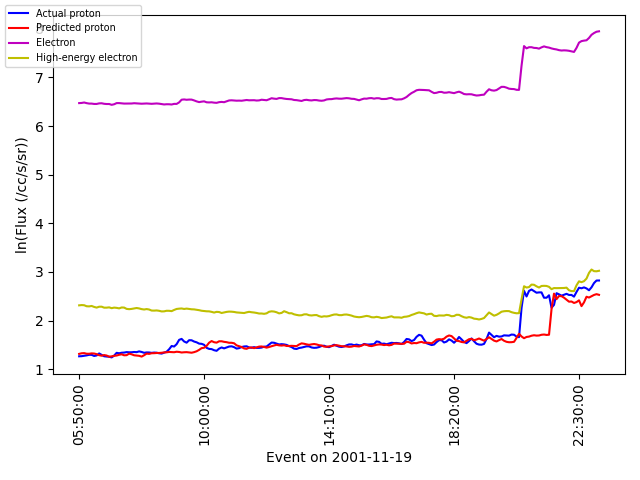 Actual proton
Predicted proton
Electron
High-energy electron
7
6
5
4
3
2
1
ln(Flux (/cc/s/sr))
05:50:00
10:00:00
14:10:00
18:20:00
22:30:00
Event on 2001-11-19